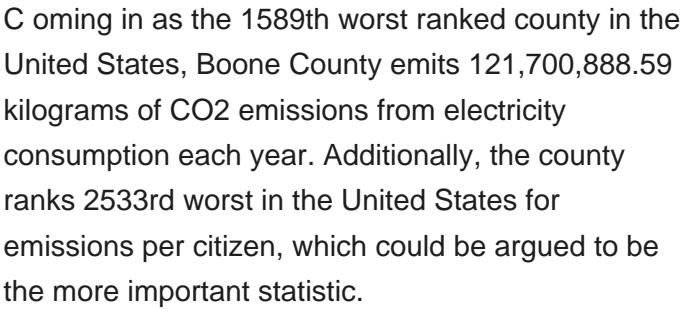 C oming in as the 1589th worst ranked county in the
United States, Boone County emits 121,700,888.59
kilograms of CO2 emissions from electricity
consumption each year. Additionally, the county
ranks 2533rd worst in the United States for
emissions per citizen, which could be argued to be
the more important statistic.